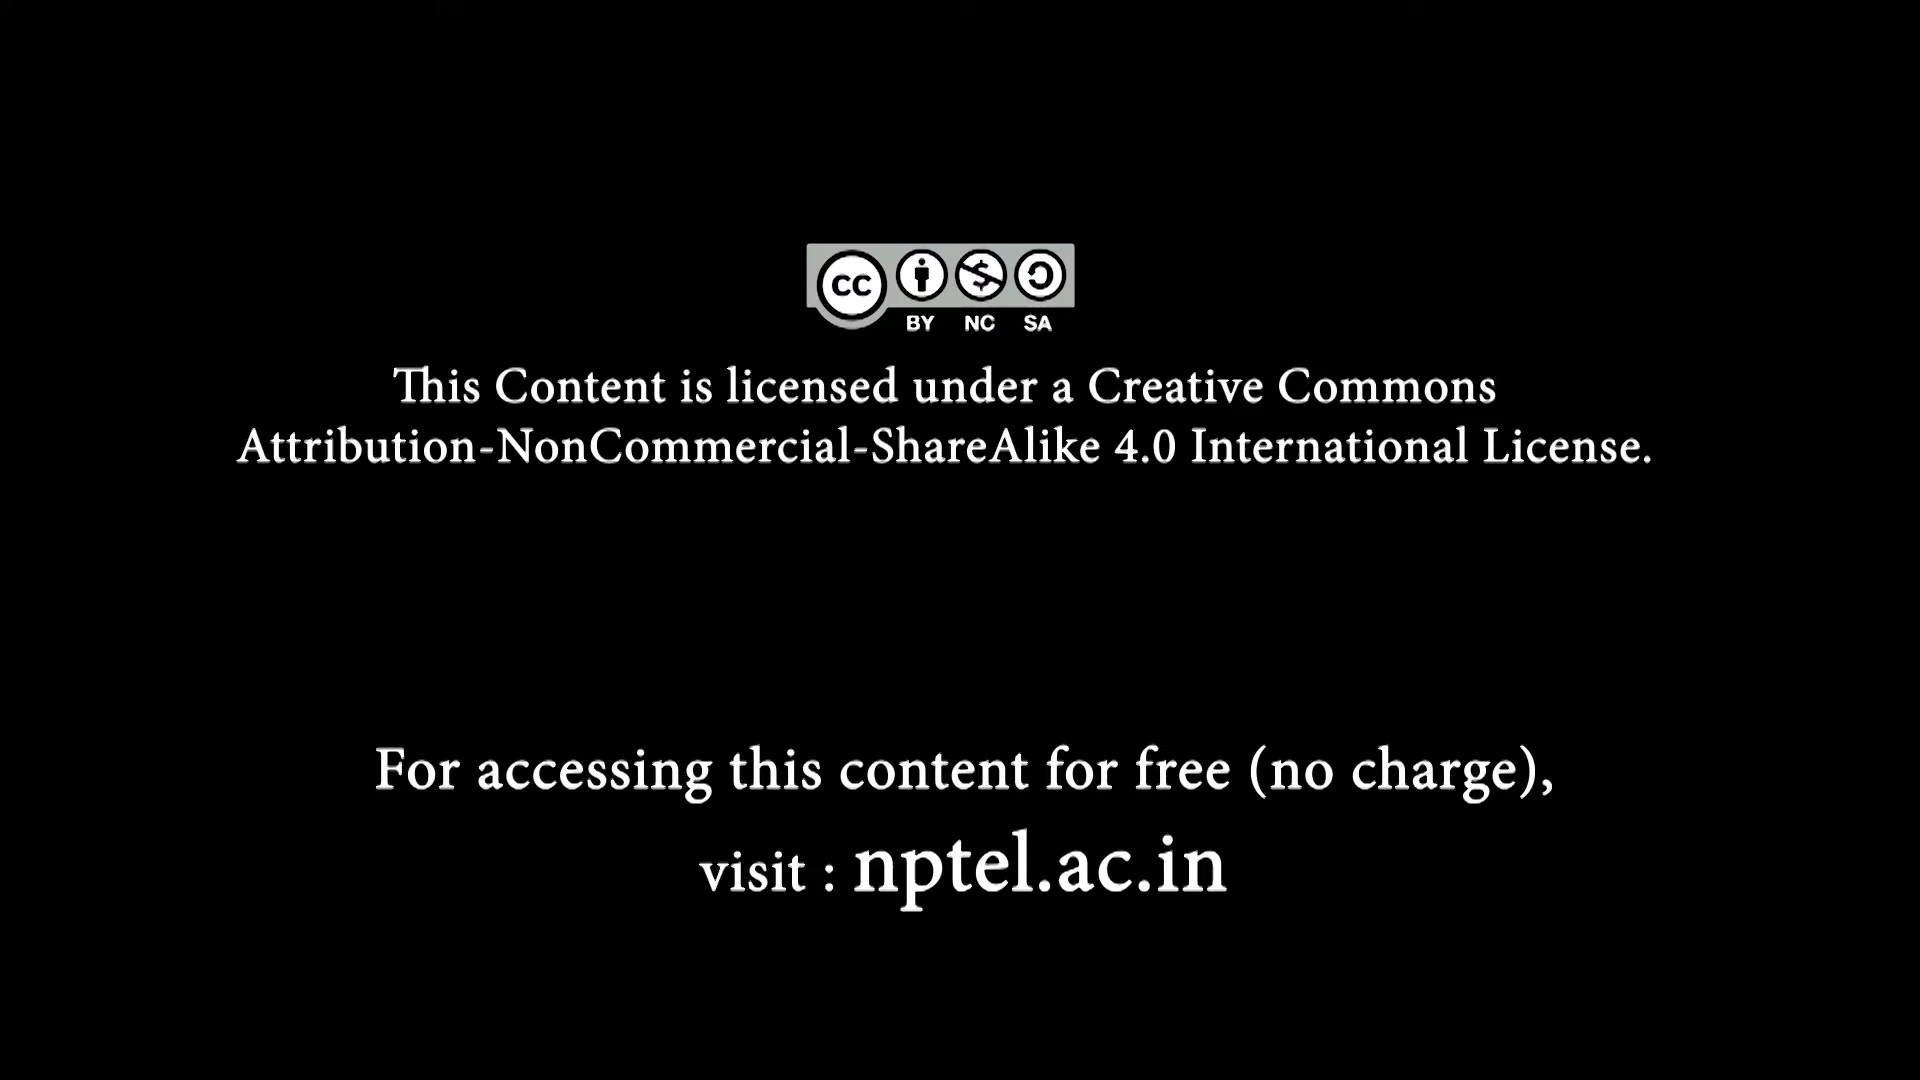 cc
BY NC SA
This Content is licensed under a Creative Commons
Attribution-NonCommercial-ShareAlike 4.0 International License.
For accessing this content for free (no charge),
visit : nptel.ac.in